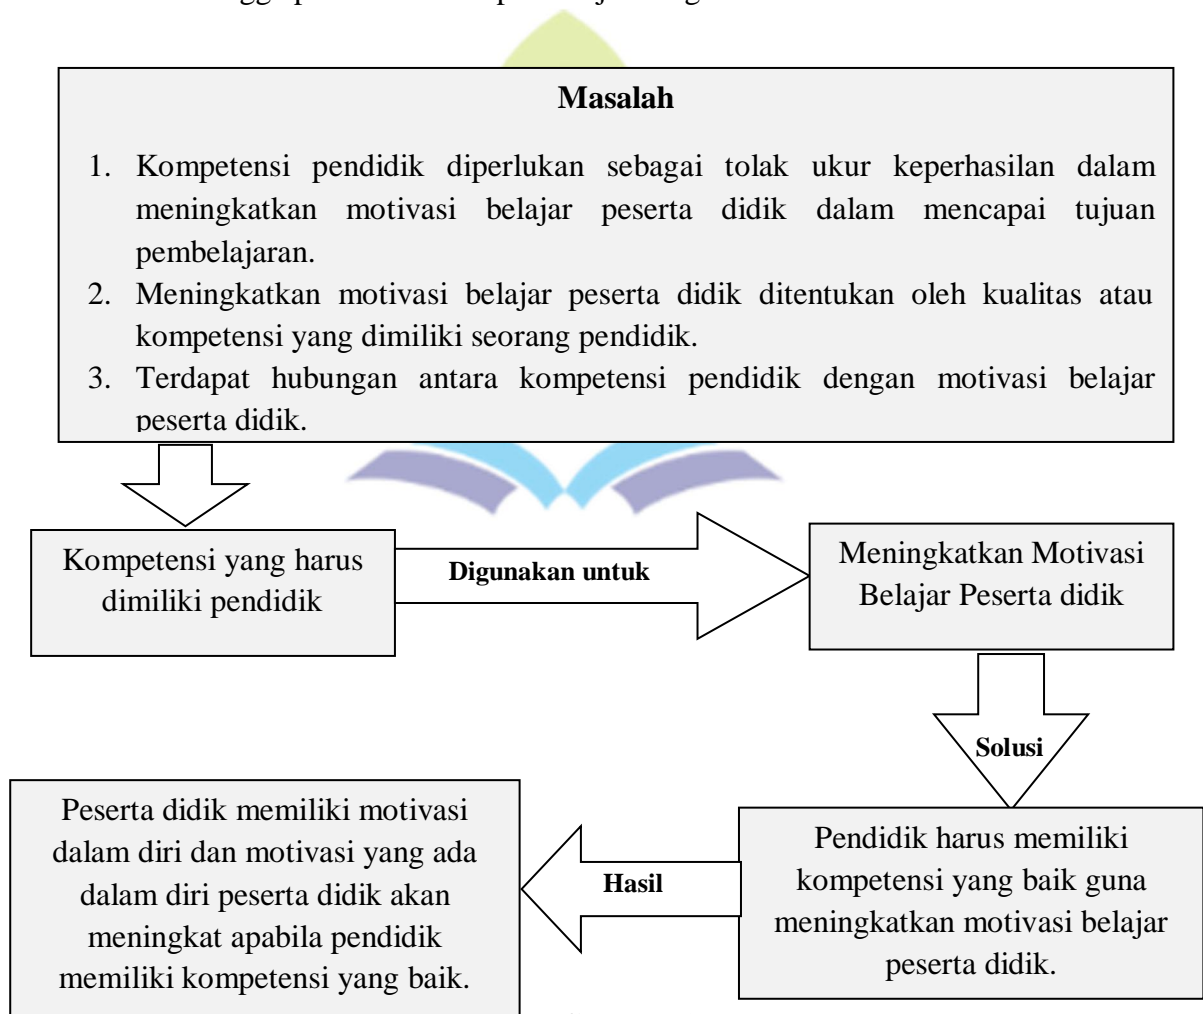 Masalah
1. Kompetensi pendidik diperlukan sebagai tolak ukur keperhasilan dalam
meningkatkan motivasi belajar peserta didik dalam mencapai tujuan
pembelajaran.
2. Meningkatkan motivasi belajar peserta didik ditentukan oleh kualitas atau
kompetensi yang dimiliki seorang pendidik.
3. Terdapat hubungan antara kompetensi pendidik dengan motivasi belajar
peserta didik.
Kompetensi yang harus
dimiliki pendidik
Digunakan untuk
Meningkatkan Motivasi
Belajar Peserta didik
Solusi
Pendidik harus memiliki
kompetensi yang baik guna
meningkatkan motivasi belajar
peserta didik.
Hasil
Peserta didik memiliki motivasi
dalam diri dan motivasi yang ada
dalam diri peserta didik akan
meningkat apabila pendidik
memiliki kompetensi yang baik.